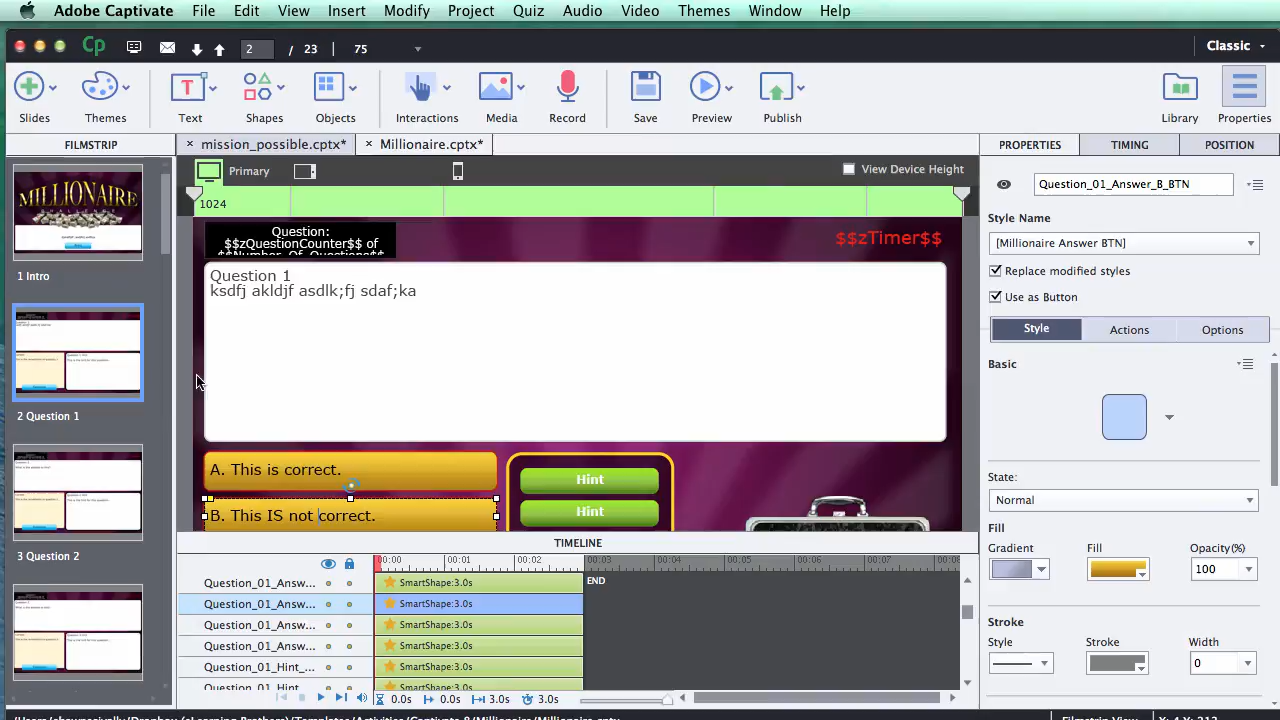 Adobe Captivate File Edit View Insert Modify Project Quiz Audio Video Themes Window Help
Cp 2 / 23 75 Classic
Slides Themes Text Shapes Objects Interactions Media Record Save Preview Publish Library Properties
FILMSTRIP × mission_possible.cptx* × Millionaire.cptx* PROPERTIES TIMING POSITION
Primary View Device Height
1024
MILLIONAIRE
CHALLENGE
1 Intro
2 Question 1
3 Question 2
Question:
$$zQuestionCounter$$ of
$$Number_Of_Questions$$
$$zTimer$$
Question 1
ksdfj akldjf asdlk;fj sdaf;ka
A. This is correct.
B. This IS not correct.
Hint
Hint
Question_01_Answer_B_BTN
Style Name
[Millionaire Answer BTN]
Replace modified styles
Use as Button
Style Actions Options
Basic
State:
Normal
Fill
Gradient Fill Opacity(%)
100
Stroke
Style Stroke Width
0
TIMELINE
00:00 00:01 00:02 00:03 00:04 00:05 00:06 00:07 00:08
Question_01_Answ... SmartShape:3.0s END
Question_01_Answ... SmartShape:3.0s
Question_01_Answ... SmartShape:3.0s
Question_01_Answ... SmartShape:3.0s
Question_01_Hint_... SmartShape:3.0s
Question_01_Hint_... SmartShape:3.0s
0.0s 0.0s 3.0s 3.0s